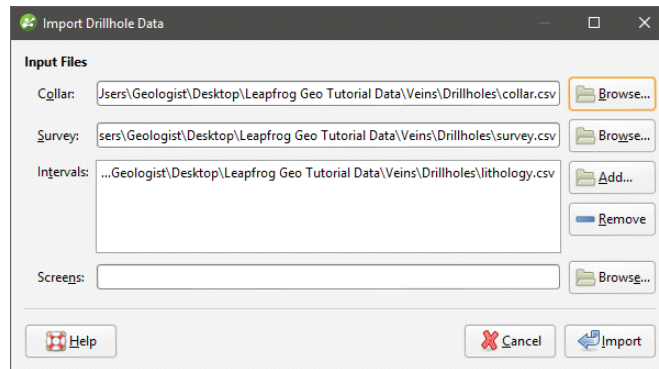 Import Drillhole Data
Input Files
Collar: Jsers\Geologist\Desktop\Leapfrog Geo Tutorial Data\Veins\Drillholes\collar.csv Browse...
Survey: sers\Geologist\Desktop\Leapfrog Geo Tutorial Data\Veins\Drillholes\survey.csv Browse...
Intervals: ...Geologist\Desktop\Leapfrog Geo Tutorial Data\Veins\Drillholes\lithology.csv Add...
Remove
Screens: Browse...
Help Cancel Import